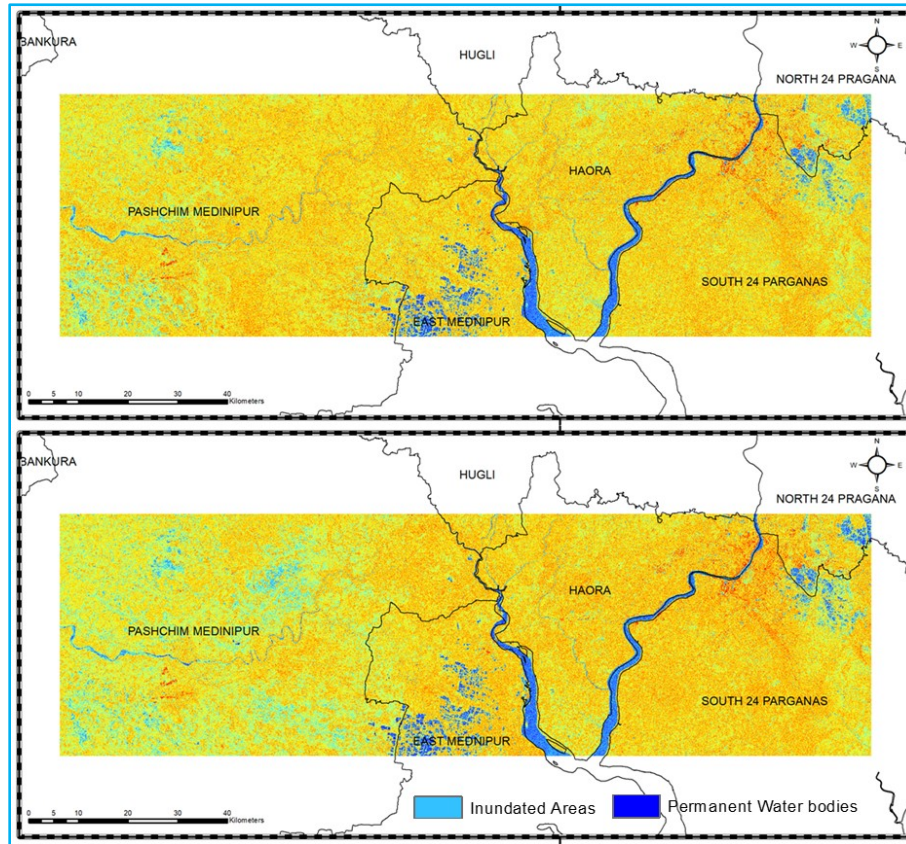 BANKURA
HUGLI
N
W E
S
NORTH 24 PRAGANA
HAORA
PASHCHIM MEDINIPUR
SOUTH 24 PARGANAS
EAST MEDNIPUR
0 5 10 20 30 40
Kilometers
BANKURA
HUGLI
N
W E
S
NORTH 24 PRAGANA
HAORA
PASHCHIM MEDINIPUR
SOUTH 24 PARGANAS
EAST MEDNIPUR
0 5 10 20 30 40
Kilometers
Inundated Areas
Permanent Water bodies